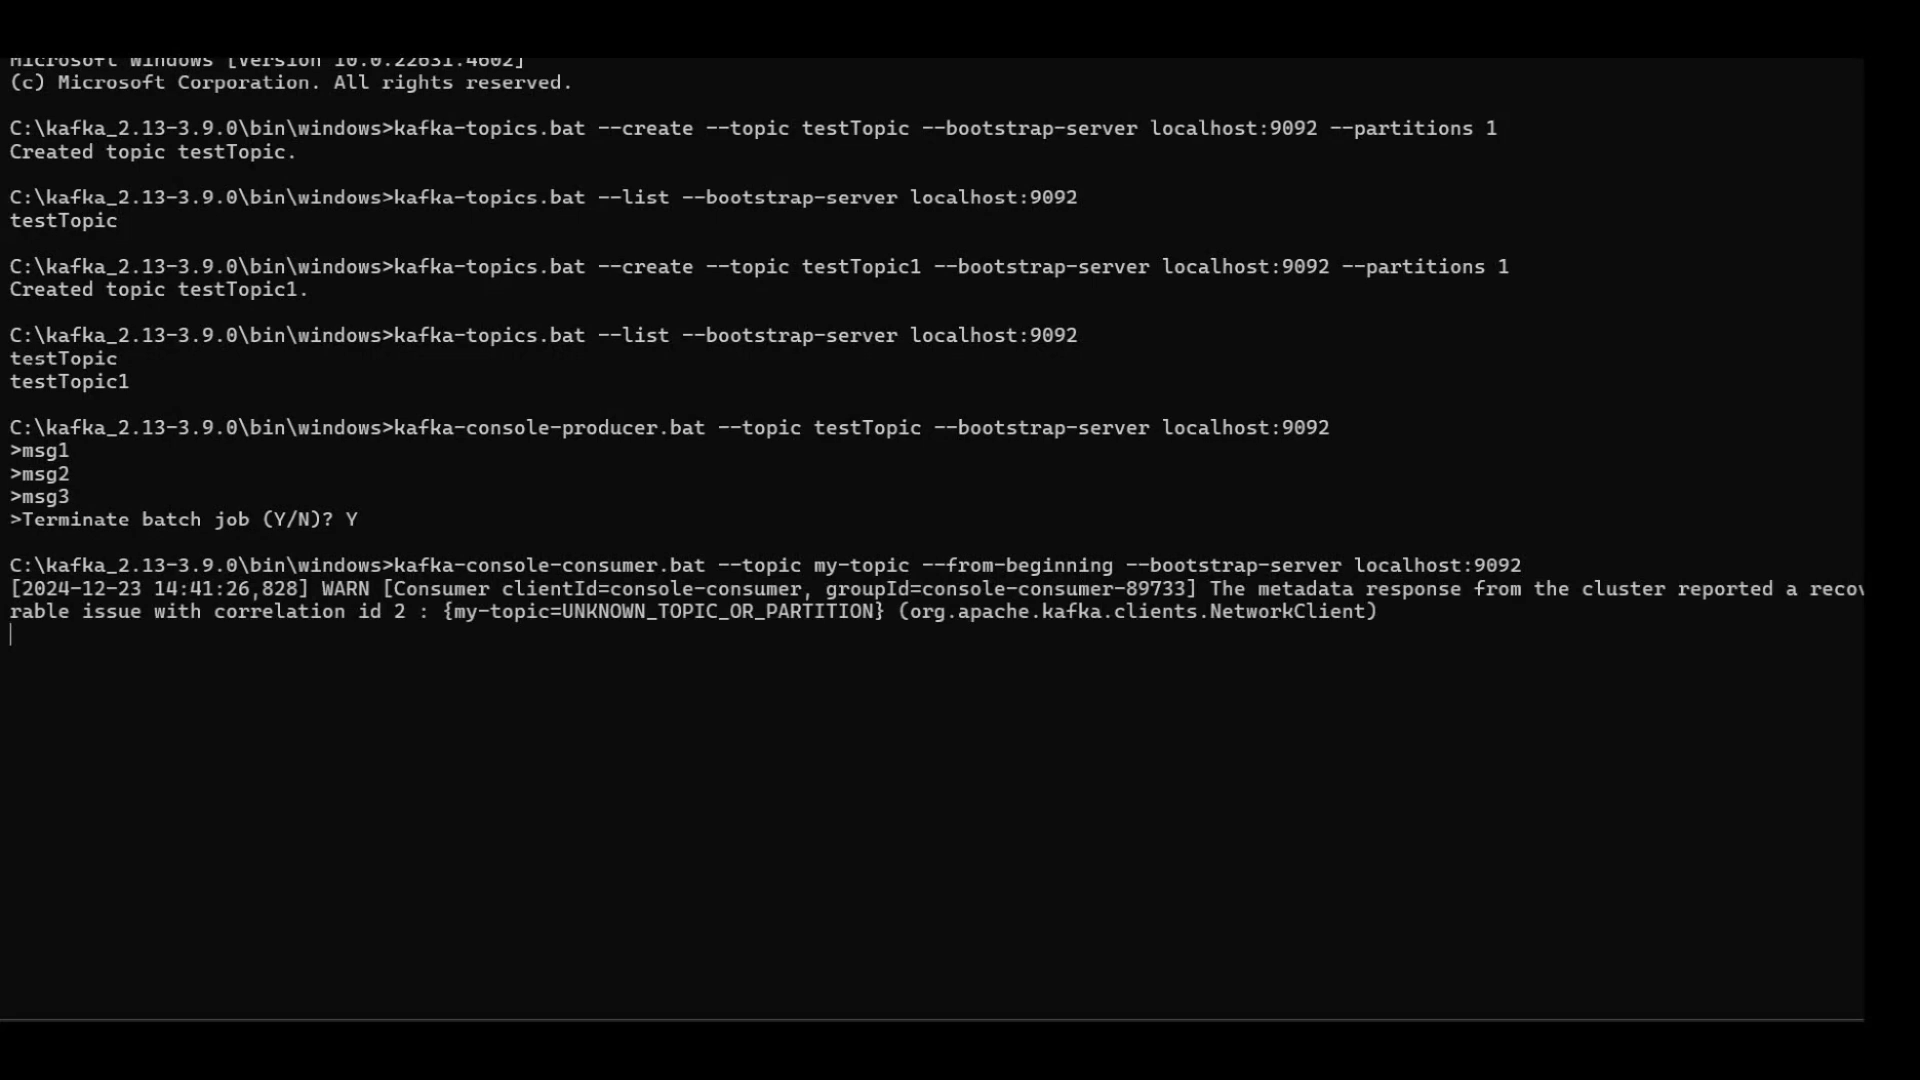 Microsoft Windows [Version 10.0.22631.4602]
(c) Microsoft Corporation. All rights reserved.
C:\kafka_2.13-3.9.0\bin\windows>kafka-topics.bat --create --topic testTopic --bootstrap-server localhost:9092 --partitions 1
Created topic testTopic.
C:\kafka_2.13-3.9.0\bin\windows>kafka-topics.bat --list --bootstrap-server localhost:9092
testTopic
C:\kafka_2.13-3.9.0\bin\windows>kafka-topics.bat --create --topic testTopic1 --bootstrap-server localhost:9092 --partitions 1
Created topic testTopic1.
C:\kafka_2.13-3.9.0\bin\windows>kafka-topics.bat --list --bootstrap-server localhost:9092
testTopic
testTopic1
C:\kafka_2.13-3.9.0\bin\windows>kafka-console-producer.bat --topic testTopic --bootstrap-server localhost:9092
>msg1
>msg2
>msg3
>Terminate batch job (Y/N)? Y
C:\kafka_2.13-3.9.0\bin\windows>kafka-console-consumer.bat --topic my-topic --from-beginning --bootstrap-server localhost:9092
[2024-12-23 14:41:26,828] WARN [Consumer clientId=console-consumer, groupId=console-consumer-89733] The metadata response from the cluster reported a recov
rable issue with correlation id 2 : {my-topic=UNKNOWN_TOPIC_OR_PARTITION} (org.apache.kafka.clients.NetworkClient)